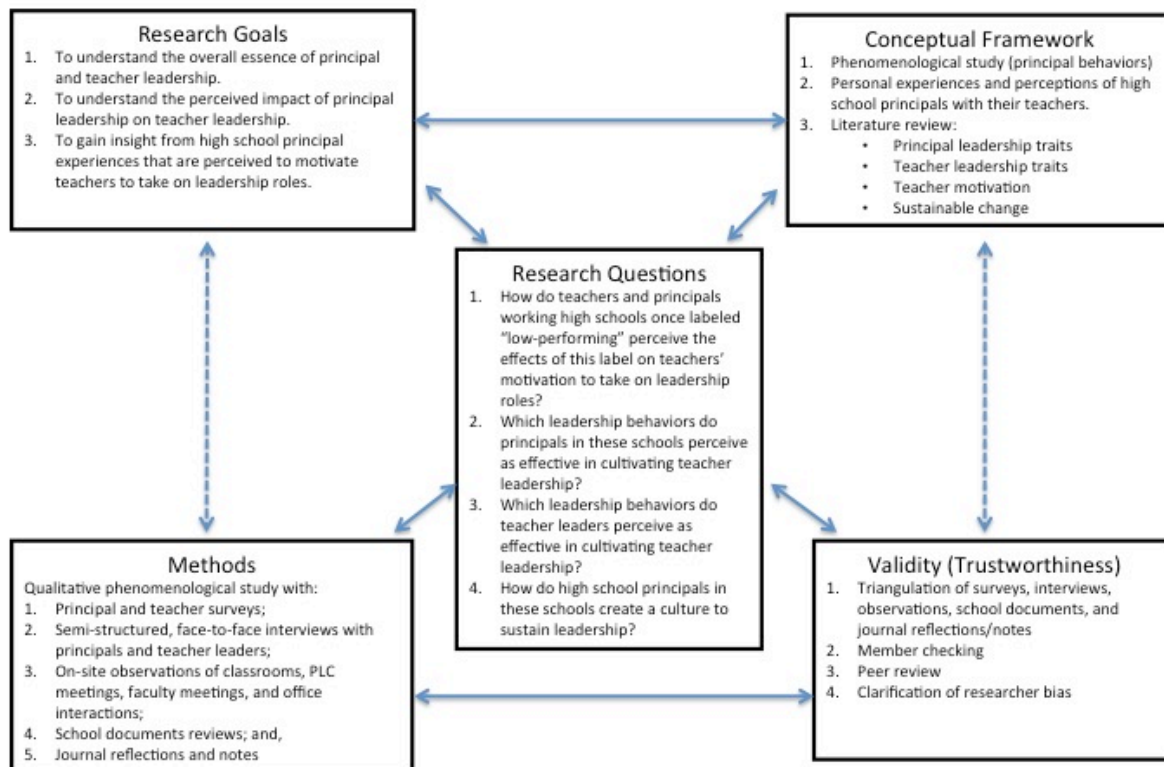 Research Goals
1. To understand the overall essence of principal
and teacher leadership.
2. To understand the perceived impact of principal
leadership on teacher leadership.
3. To gain insight from high school principal
experiences that are perceived to motivate
teachers to take on leadership roles.
Conceptual Framework
1. Phenomenological study (principal behaviors)
2. Personal experiences and perceptions of high
school principals with their teachers.
3. Literature review:
• Principal leadership traits
• Teacher leadership traits
• Teacher motivation
• Sustainable change
Research Questions
1. How do teachers and principals
working high schools once labeled
“low-performing” perceive the
effects of this label on teachers’
motivation to take on leadership
roles?
2. Which leadership behaviors do
principals in these schools perceive
as effective in cultivating teacher
leadership?
3. Which leadership behaviors do
teacher leaders perceive as
effective in cultivating teacher
leadership?
4. How do high school principals in
these schools create a culture to
sustain leadership?
Methods
Qualitative phenomenological study with:
1. Principal and teacher surveys;
2. Semi-structured, face-to-face interviews with
principals and teacher leaders;
3. On-site observations of classrooms, PLC
meetings, faculty meetings, and office
interactions;
4. School documents reviews; and,
5. Journal reflections and notes
Validity (Trustworthiness)
1. Triangulation of surveys, interviews,
observations, school documents, and
journal reflections/notes
2. Member checking
3. Peer review
4. Clarification of researcher bias